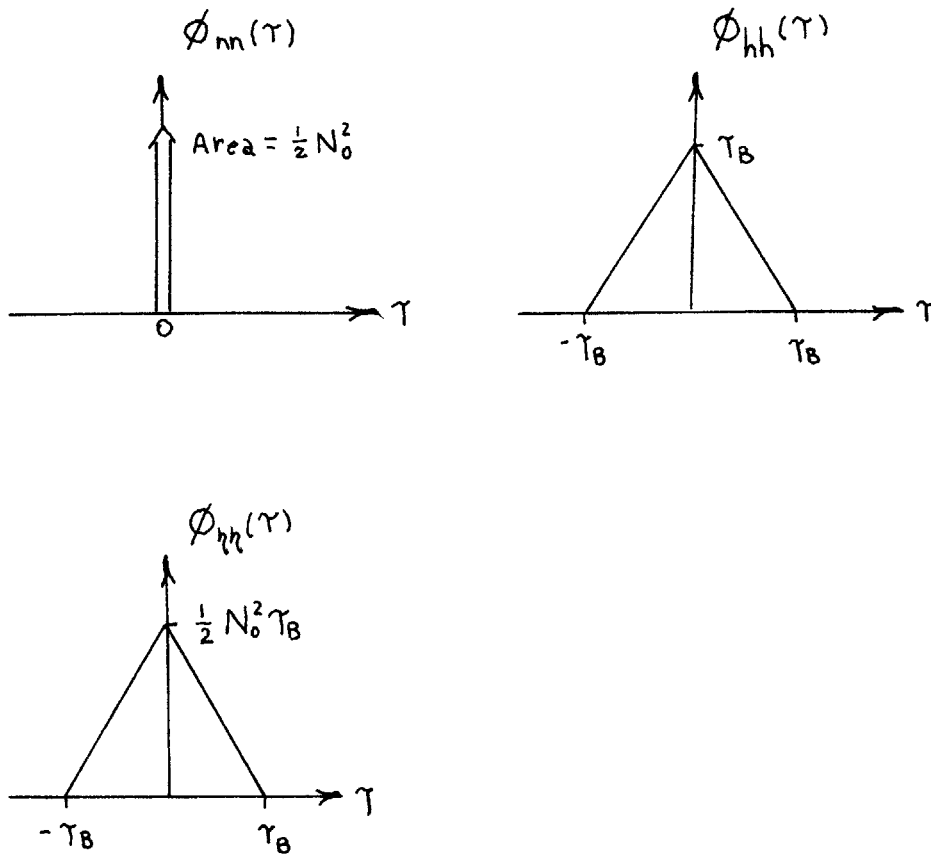 ϕnn(τ)
Area = ½ N₀²
τ
0
ϕhh(τ)
τB
τ
-τB
τB
ϕηη(τ)
½ N₀² τB
τ
-τB
τB